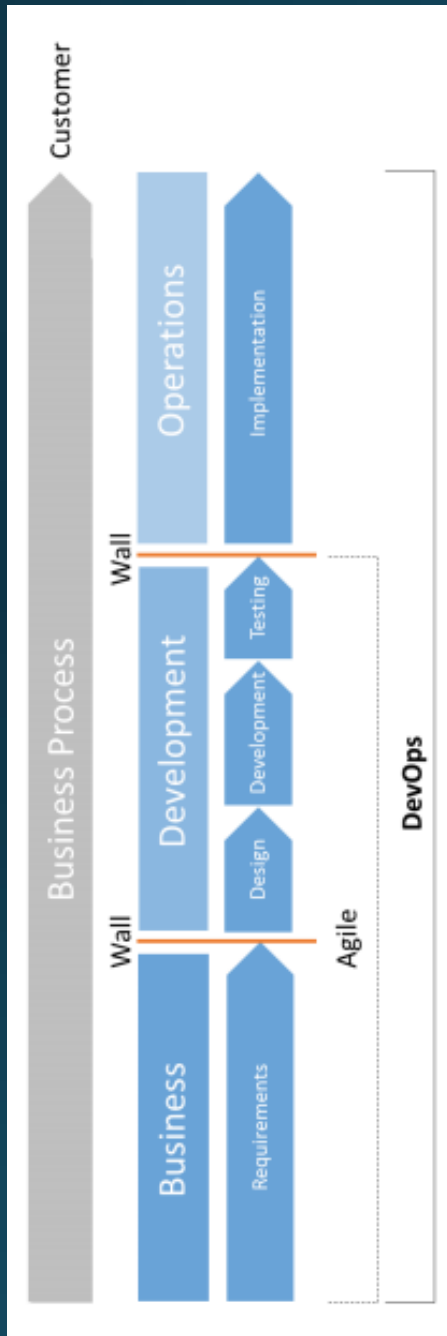 Business Process
Customer
Wall
Wall
Business
Development
Operations
Requirements
Design
Development
Testing
Implementation
Agile
DevOps